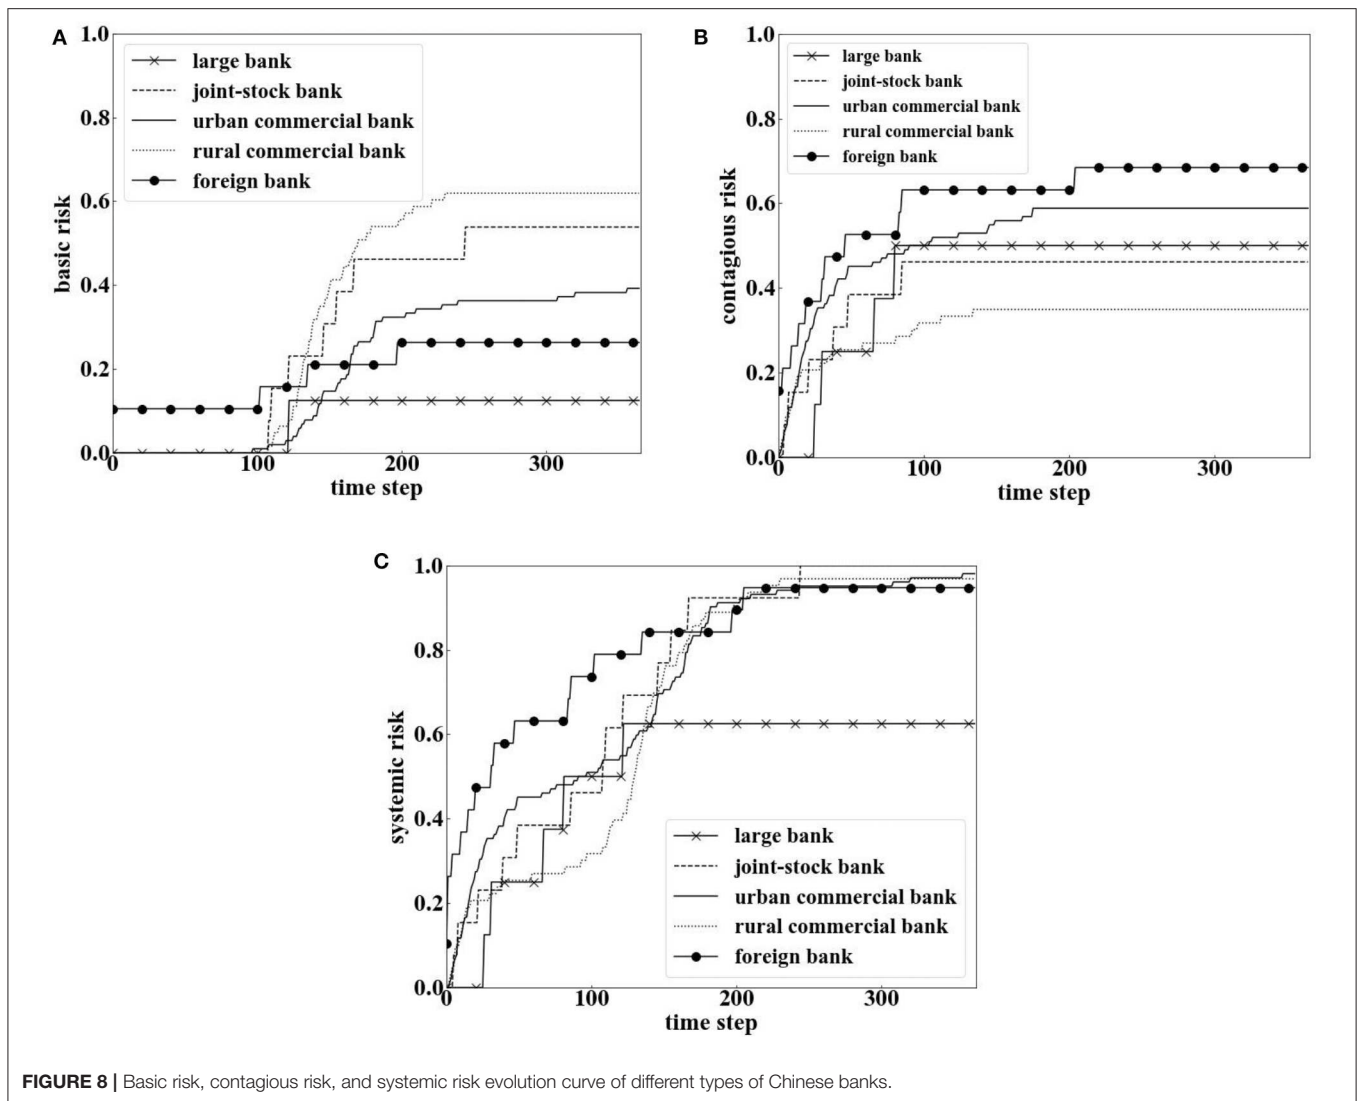 A
1.0
0.8
0.6
0.4
0.2
0.0
basic risk
large bank
joint-stock bank
urban commercial bank
rural commercial bank
foreign bank
0
100
200
300
time step
B
1.0
0.8
0.6
0.4
0.2
0.0
contagious risk
large bank
joint-stock bank
urban commercial bank
rural commercial bank
foreign bank
0
100
200
300
time step
C
1.0
0.8
0.6
0.4
0.2
0.0
systemic risk
large bank
joint-stock bank
urban commercial bank
rural commercial bank
foreign bank
0
100
200
300
time step
FIGURE 8 | Basic risk, contagious risk, and systemic risk evolution curve of different types of Chinese banks.